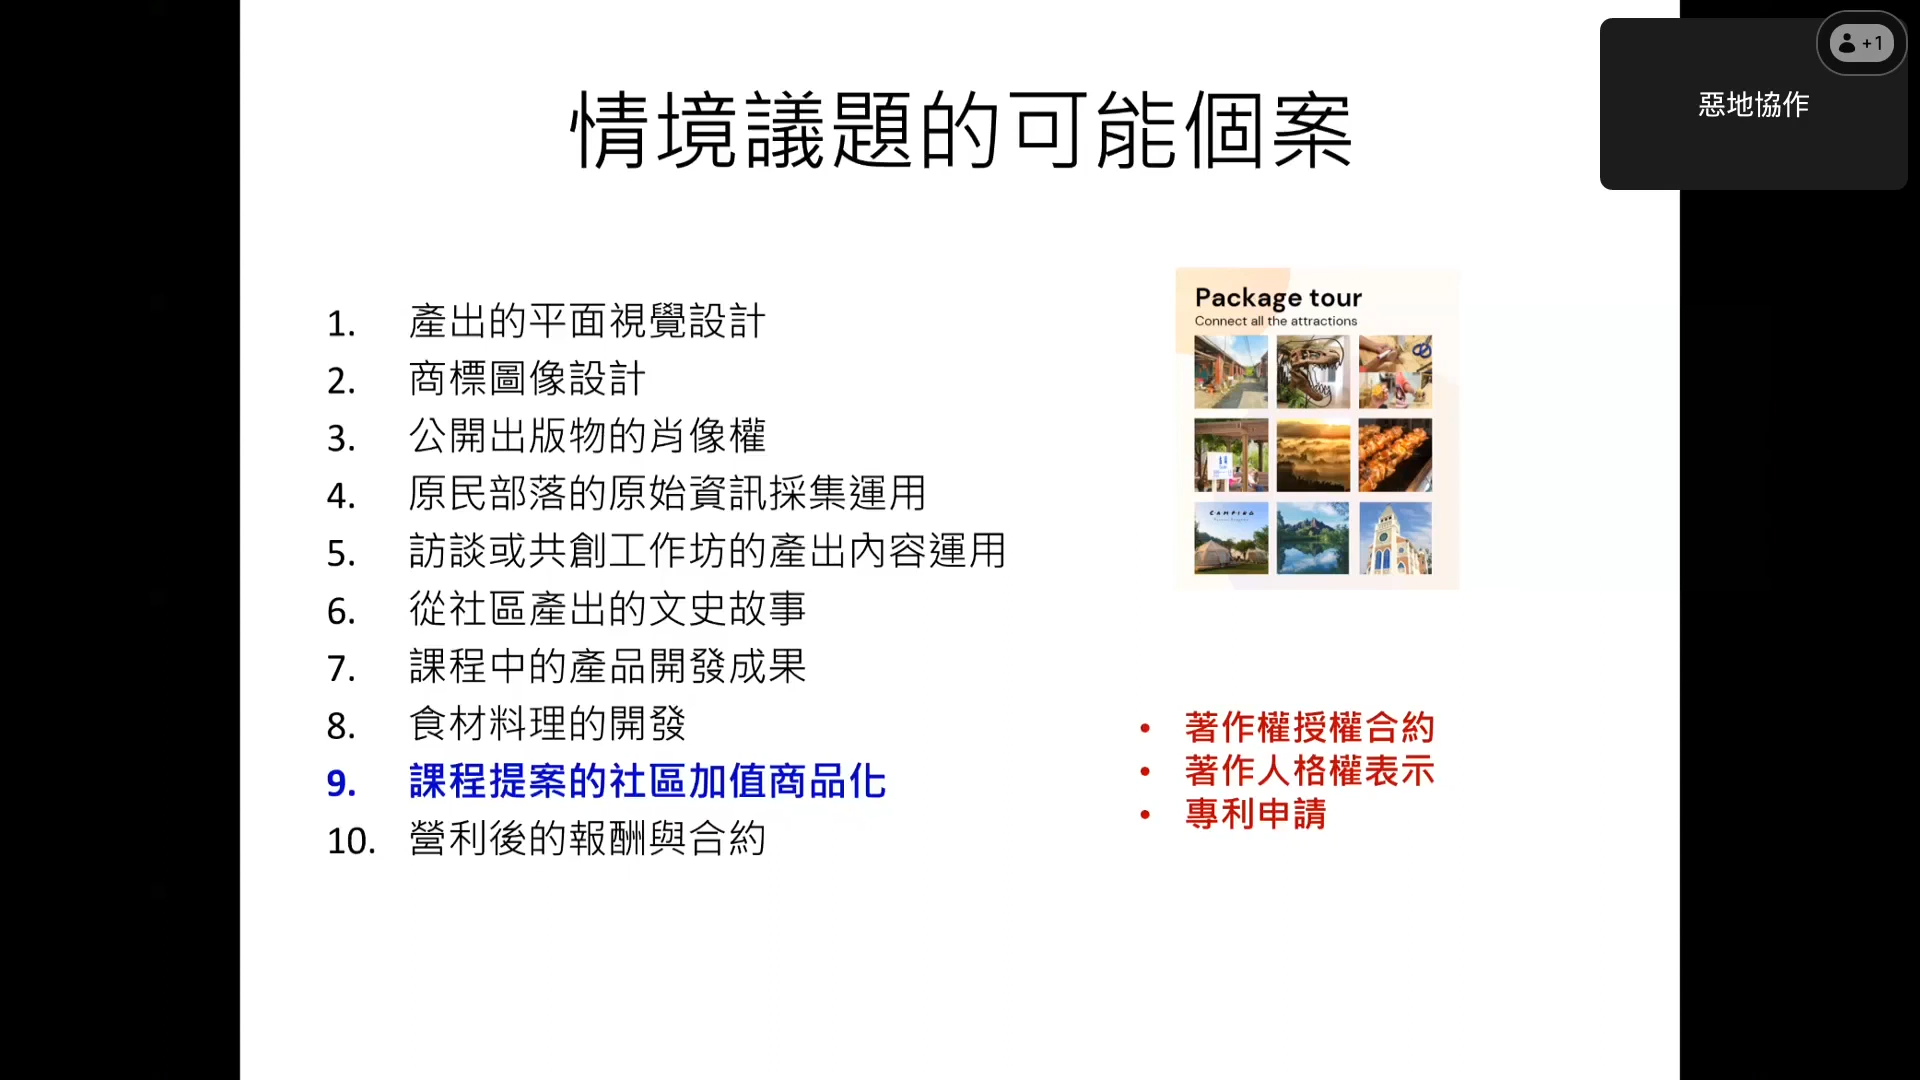 情境議題的可能個案
+1
惡地協作
1. 產出的平面視覺設計
2. 商標圖像設計
3. 公開出版物的肖像權
4. 原民部落的原始資訊採集運用
5. 訪談或共創工作坊的產出內容運用
6. 從社區產出的文史故事
7. 課程中的產品開發成果
8. 食材料理的開發
9. 課程提案的社區加值商品化
10. 營利後的報酬與合約
Package tour
Connect all the attractions
• 著作權授權合約
• 著作人格權表示
• 專利申請